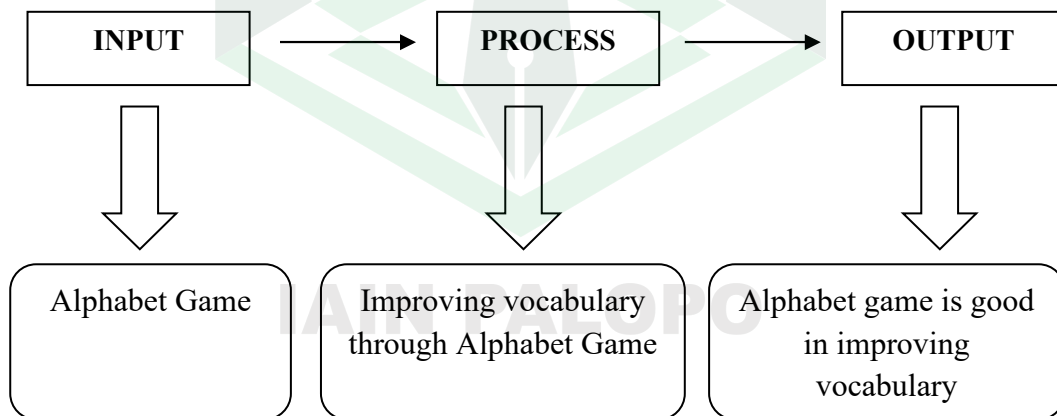 INPUT
PROCESS
OUTPUT
Alphabet Game
Improving vocabulary
through Alphabet Game
Alphabet game is good
in improving
vocabulary
IAIN PALOPO